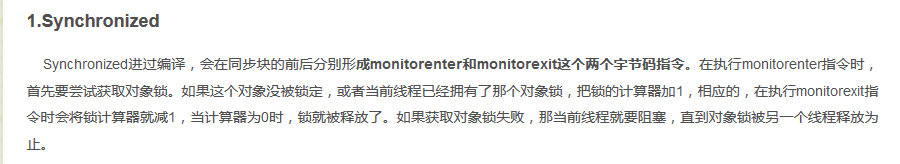 1.Synchronized
Synchronized进过编译，会在同步块的前后分别形成monitorenter和monitorexit这个两个字节码指令。在执行monitorenter指令时，
首先要尝试获取对象锁。如果这个对象没被锁定，或者当前线程已经拥有了那个对象锁，把锁的计算器加1，相应的，在执行monitorexit指
令时会将锁计算器就减1，当计算器为0时，锁就被释放了。如果获取对象锁失败，那当前线程就要阻塞，直到对象锁被另一个线程释放为
止。